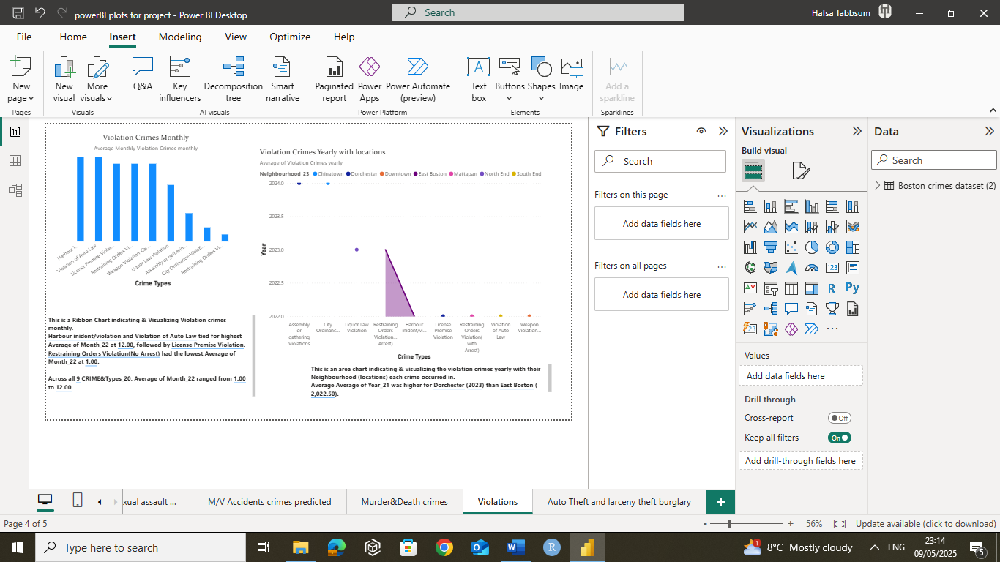 powerBI plots for project - Power BI Desktop
Search
Hafsa Tabbsum
File Home Insert Modeling View Optimize Help
New page
New visual
More visuals
Q&A
Key influencers
Decomposition tree
Smart narrative
Paginated report
Power Apps
Power Automate (preview)
Text box
Buttons
Shapes
Image
Add a sparkline
Pages
Visuals
AI visuals
Power Platform
Elements
Sparklines
Violation Crimes Monthly
Average Monthly Violation Crimes monthly
Harbour i...
Violation of Auto Law
License Premise Violat...
Restraining Orders Vi...
Weapon Violation-Car...
Liquor Law Violation
Assembly or gatherin...
City Ordinance-Violati...
Restraining Orders Vi...
Crime Types
This is a Ribbon Chart indicating & Visualizing Violation crimes
monthly.
Harbour inident/violation and Violation of Auto Law tied for highest
Average of Month_22 at 12.00, followed by License Premise Violation.
Restraining Orders Violation(No Arrest) had the lowest Average of
Month_22 at 1.00.
Across all 9 CRIME&Types_20, Average of Month_22 ranged from 1.00
to 12.00.
Violation Crimes Yearly with locations
Average of Violation Crimes yearly
Neighbourhood_23 Chinatown Dorchester Downtown East Boston Mattapan North End South End
2024.0
2023.5
2023.0
2022.5
2022.0
Year
Assembly or gathering Violations
City Ordinanc...
Liquor Law Violation
Restraining Orders Violation... Arrest)
Harbour inident/vi...
License Premise Violation
Restraining Orders Violation( with Arrest)
Violation of Auto Law
Weapon Violation...
Crime Types
This is an area chart indicating & visualizing the violation crimes yearly with their
Neighbourhood (locations) each crime occurred in.
Average Average of Year_21 was higher for Dorchester (2023) than East Boston (
2,022.50).
Filters
Search
Filters on this page
...
Add data fields here
Filters on all pages
...
Add data fields here
Visualizations
Build visual
123
R
Py
...
Values
Add data fields here
Drill through
Cross-report
Off
Keep all filters
On
Add drill-through fields here
Data
Search
Boston crimes dataset (2)
xual assault ...
M/V Accidents crimes predicted
Murder&Death crimes
Violations
Auto Theft and larceny theft burglary
+
Page 4 of 5
- + 56%
Update available (click to download)
Type here to search
1
8°C Mostly cloudy
ENG
23:14
09/05/2025
5